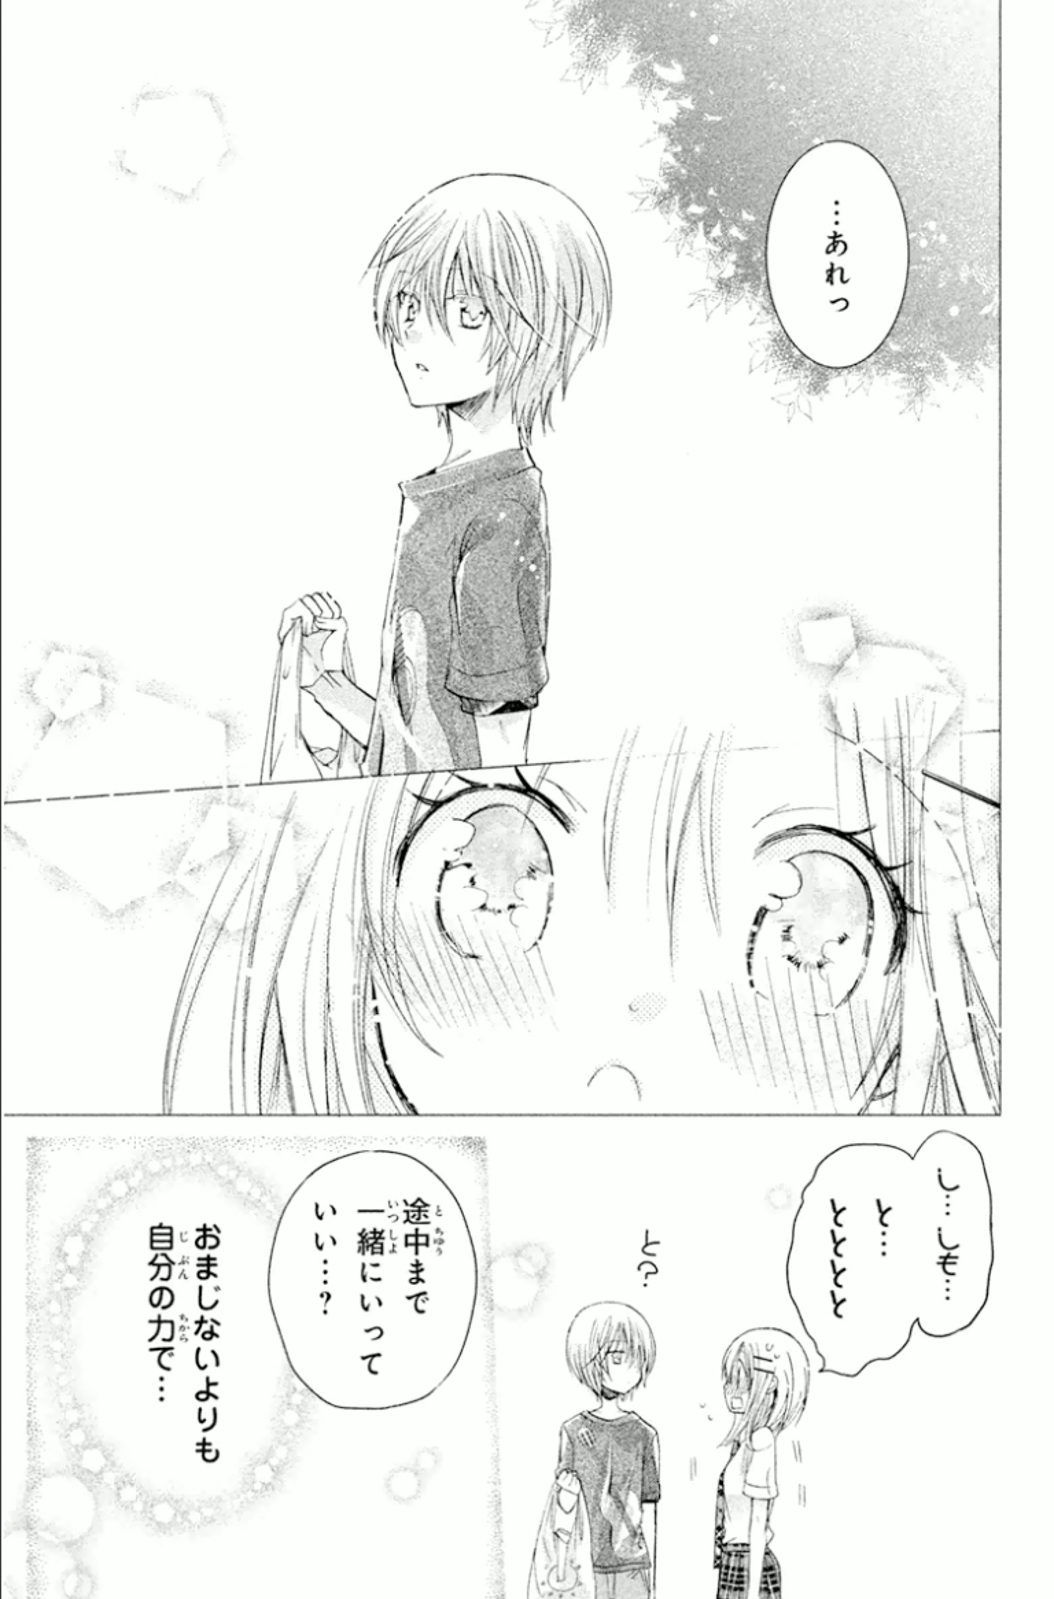 …あれっ
し…しも…
と…
とととと
と?
途中まで
一緒にいって
いい…?
おまじないよりも
自分の力で…